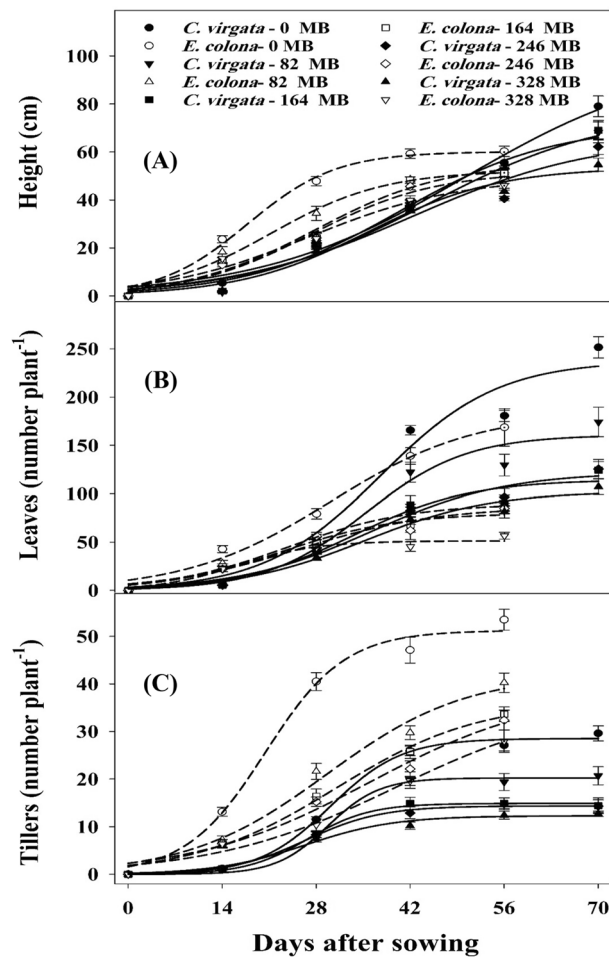 C. virgata - 0 MB
E. colona- 0 MB
C. virgata - 82 MB
E. colona- 82 MB
C. virgata - 164 MB
E. colona- 164 MB
C. virgata - 246 MB
E. colona- 246 MB
C. virgata - 328 MB
E. colona- 328 MB
Height (cm)
100
80
60
40
20
0
(A)
Leaves (number plant⁻¹)
250
200
150
100
50
0
(B)
Tillers (number plant⁻¹)
50
40
30
20
10
0
(C)
0 14 28 42 56 70
Days after sowing